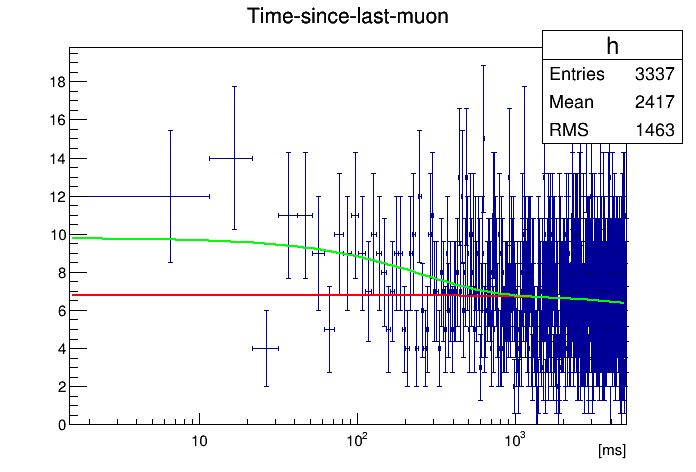 Time-since-last-muon
h
Entries 3337
Mean 2417
RMS 1463
18
16
14
12
10
8
6
4
2
0
10 10² 10³
[ms]